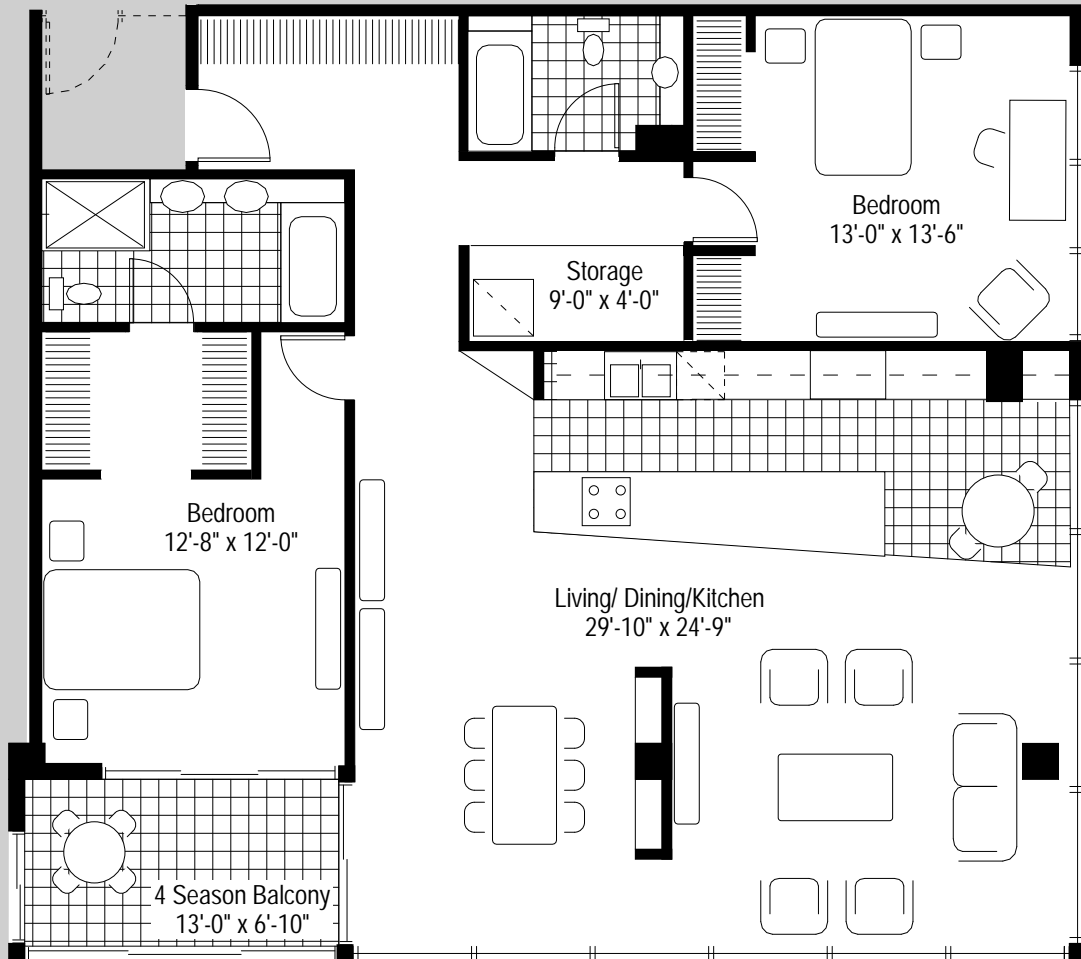 Bedroom
13'-0" x 13'-6"
Storage
9'-0" x 4'-0"
Bedroom
12'-8" x 12'-0"
Living/ Dining/Kitchen
29'-10" x 24'-9"
4 Season Balcony
13'-0" x 6'-10"